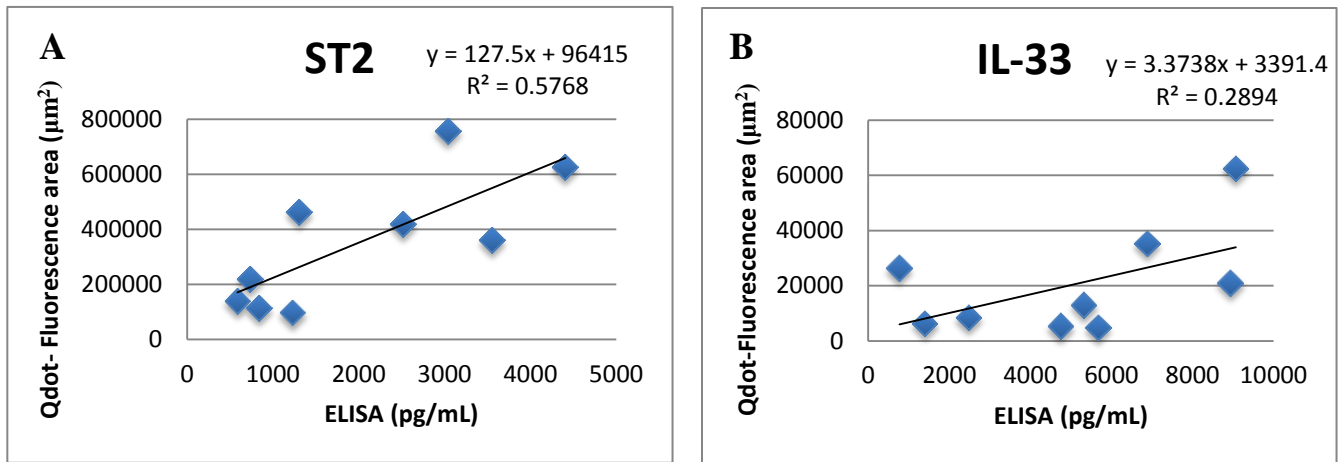 A
ST2
y = 127.5x + 96415
R² = 0.5768
Qdot- Fluorescence area (µm²)
800000
600000
400000
200000
0
0 1000 2000 3000 4000 5000
ELISA (pg/mL)
B
IL-33
y = 3.3738x + 3391.4
R² = 0.2894
Qdot-Fluorescence area (µm²)
80000
60000
40000
20000
0
0 2000 4000 6000 8000 10000
ELISA (pg/mL)